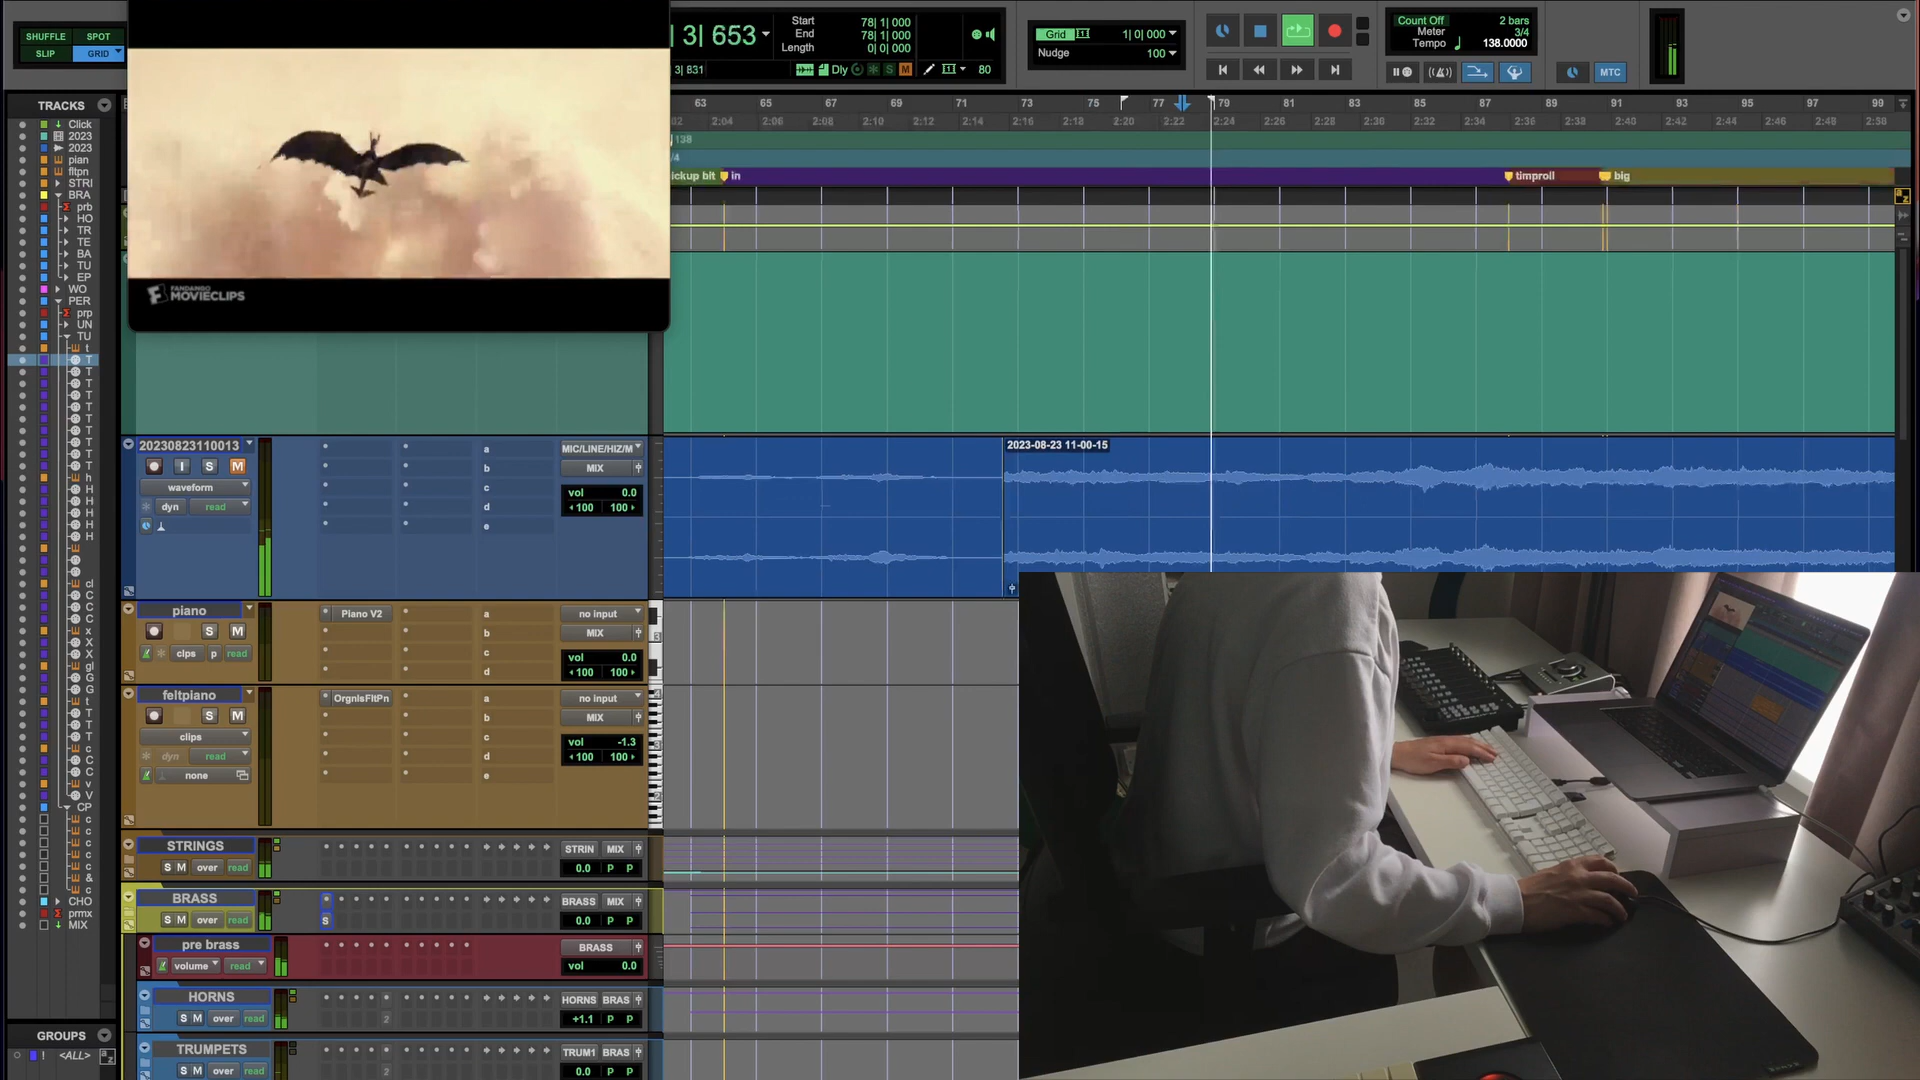 SHUFFLE SPOT
SLIP GRID
3| 653
Start 78| 1| 000
End 78| 1| 000
Length 0| 0| 000
3| 831
Dly S M 80
Grid 1| 0| 000
Nudge 100
Count Off 2 bars
Meter 3/4
Tempo 138.0000
MTC
TRACKS
63 65 67 69 71 73 75 77 79 81 83 85 87 89 91 93 95 97 99
02 2:04 2:06 2:08 2:10 2:12 2:14 2:16 2:18 2:20 2:22 2:24 2:26 2:28 2:30 2:32 2:34 2:36 2:38 2:40 2:42 2:46 2:48 2:56 2:58
138
/4
ickup blt in timproll big
Click
2023
2023
pian
fltpn
STRI
BRA
prb
HO
TR
TE
BA
TU
EP
WO
PER
prp
UN
TU
t
T
T
T
T
T
T
T
T
T
T
h
H
H
H
H
H
cl
C
C
C
x
X
X
gl
G
G
t
T
T
T
c
C
C
v
V
CP
c
c
c
c
c
&
c
CHO
prmx
MIX
FANDANGO
MOVIECLIPS
20230823110013
I S M
waveform
dyn read
a
b
c
d
e
MIC/LINE/HIZ/M
MIX
vol 0.0
100 100
2023-08-23 11-00-15
piano
S M
clps p read
Piano V2
a
b
c
d
no input
MIX
vol 0.0
100 100
feltpiano
S M
clips
dyn read
none
OrgnlsFltPn
a
b
c
d
e
no input
MIX
vol -1.3
100 100
STRINGS
S M over read
STRIN MIX
0.0 P P
BRASS
S M over read
S
BRASS MIX
0.0 P P
pre brass
volume read
BRASS
vol 0.0
HORNS
S M over read
2
HORNS BRAS
+1.1 P P
TRUMPETS
S M over read
2
TRUM1 BRAS
0.0 P P
GROUPS
! <ALL>